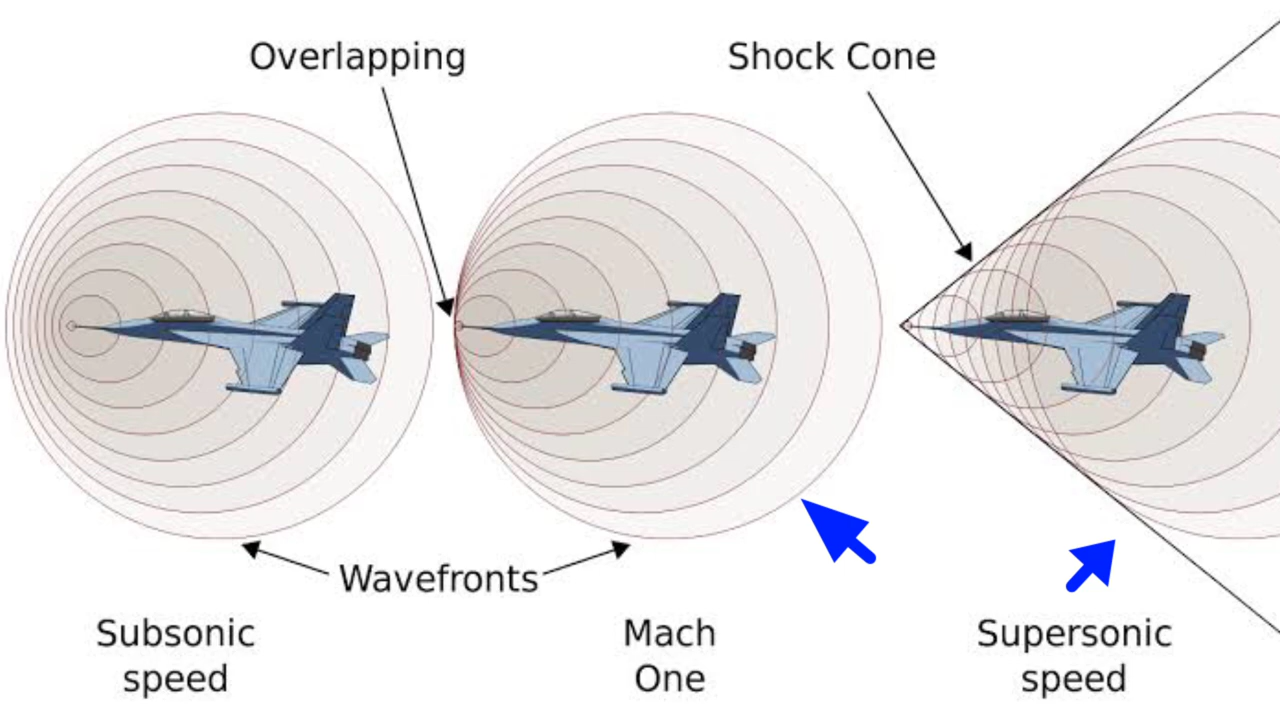 Overlapping
Shock Cone
Wavefronts
Subsonic
speed
Mach
One
Supersonic
speed